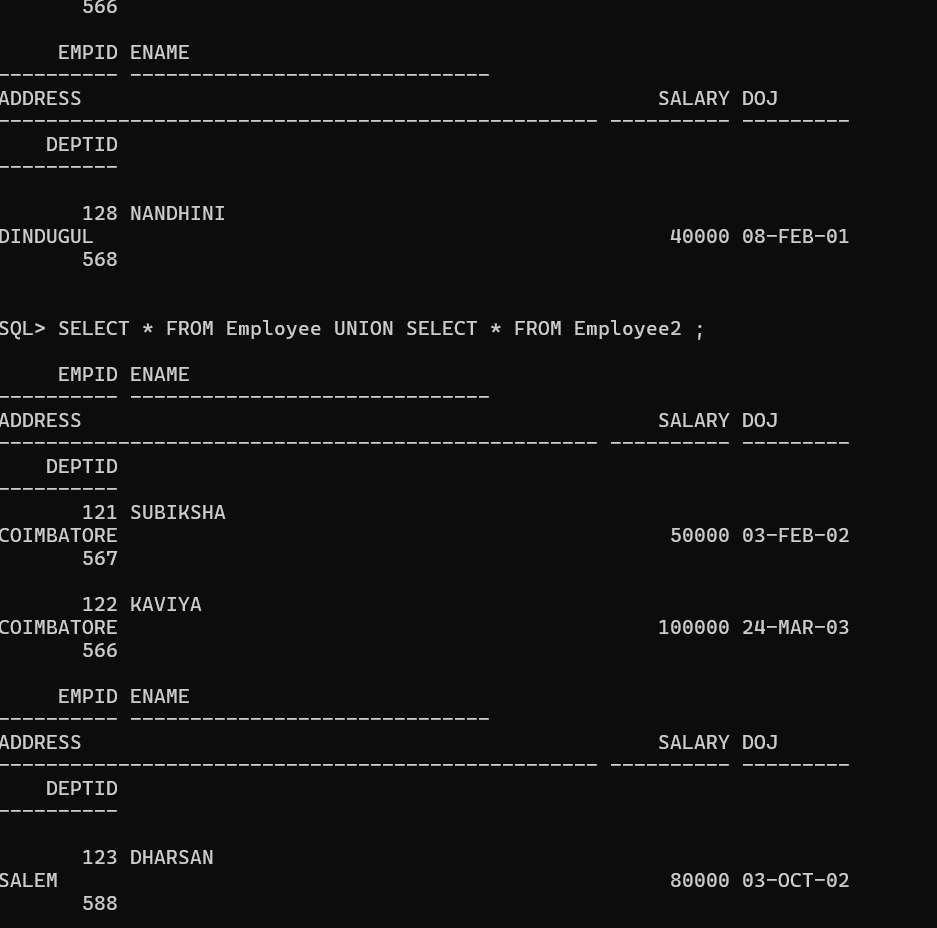 566
EMPID ENAME
---------- ------------------------------
ADDRESS SALARY DOJ
-------------------------------------------------- ---------- ---------
DEPTID
----------
128 NANDHINI
DINDUGUL 40000 08-FEB-01
568
SQL> SELECT * FROM Employee UNION SELECT * FROM Employee2 ;
EMPID ENAME
---------- ------------------------------
ADDRESS SALARY DOJ
-------------------------------------------------- ---------- ---------
DEPTID
----------
121 SUBIKSHA
COIMBATORE 50000 03-FEB-02
567
122 KAVIYA
COIMBATORE 100000 24-MAR-03
566
EMPID ENAME
---------- ------------------------------
ADDRESS SALARY DOJ
-------------------------------------------------- ---------- ---------
DEPTID
----------
123 DHARSAN
SALEM 80000 03-OCT-02
588